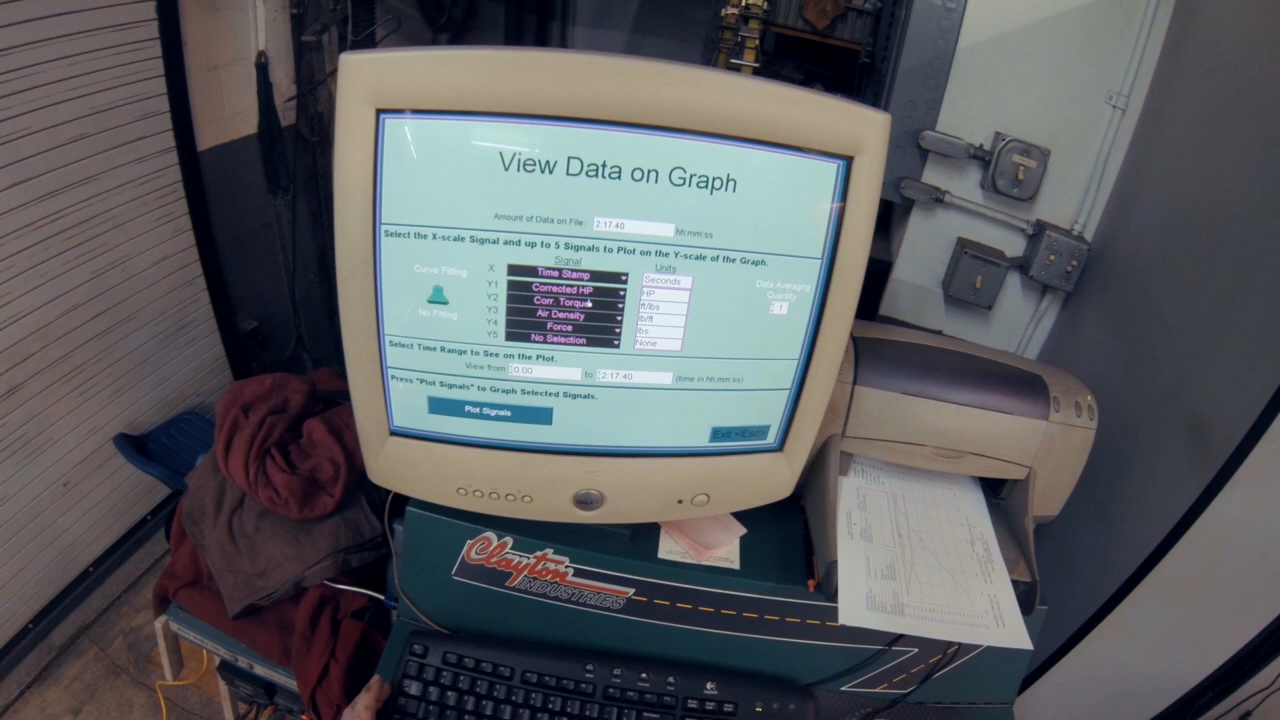 View Data on Graph
Amount of Data on File: 2:17.40 hh:mm:ss
Select the X-scale Signal and up to 5 Signals to Plot on the Y-scale of the Graph.
Signal Units
Curve Fitting
No Fitting
X Time Stamp Seconds
Y1 Corrected HP HP
Y2 Corr. Torque ft/lbs
Y3 Air Density lb/ft
Y4 Force lbs
Y5 No Selection None
Data Averaging
Quantity
1
Select Time Range to See on the Plot.
View from 0.00 to 2:17.40 (time in hh:mm:ss)
Press "Plot Signals" to Graph Selected Signals.
Plot Signals
Exit <Esc>
DELL
Clayton
INDUSTRIES
Logitech